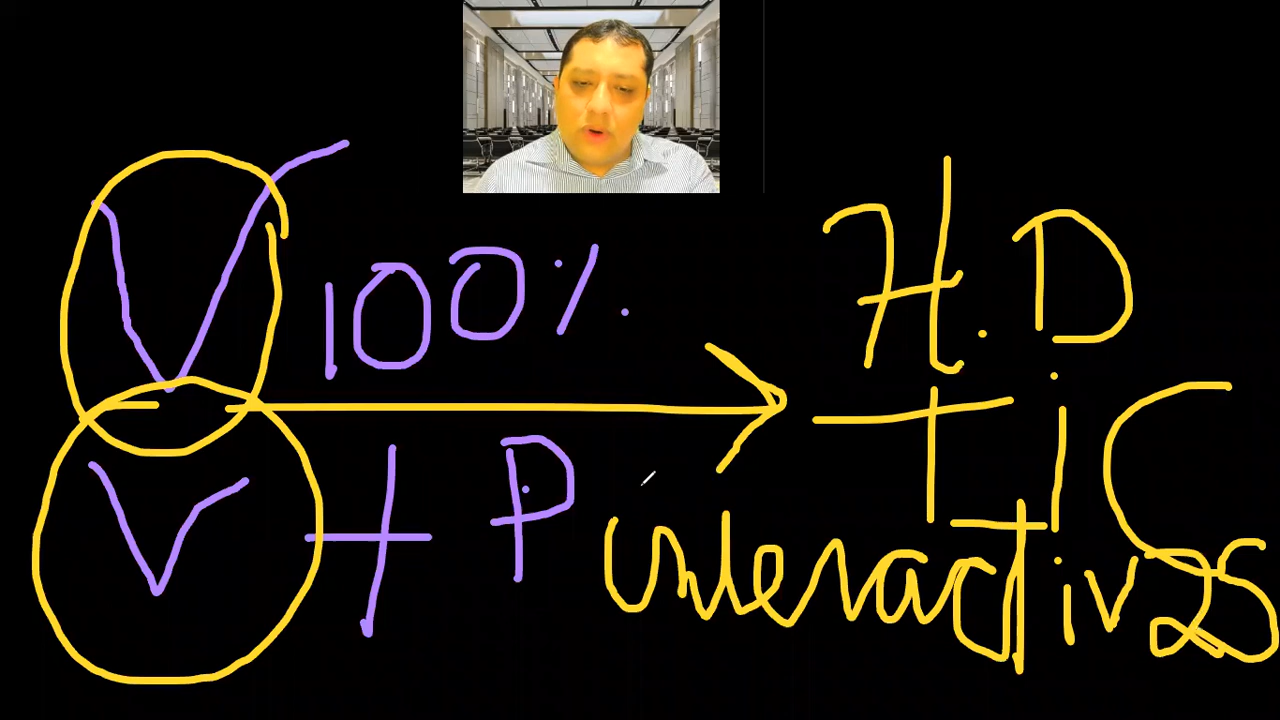 V 100%. H.D
TiC
V + P interactivas